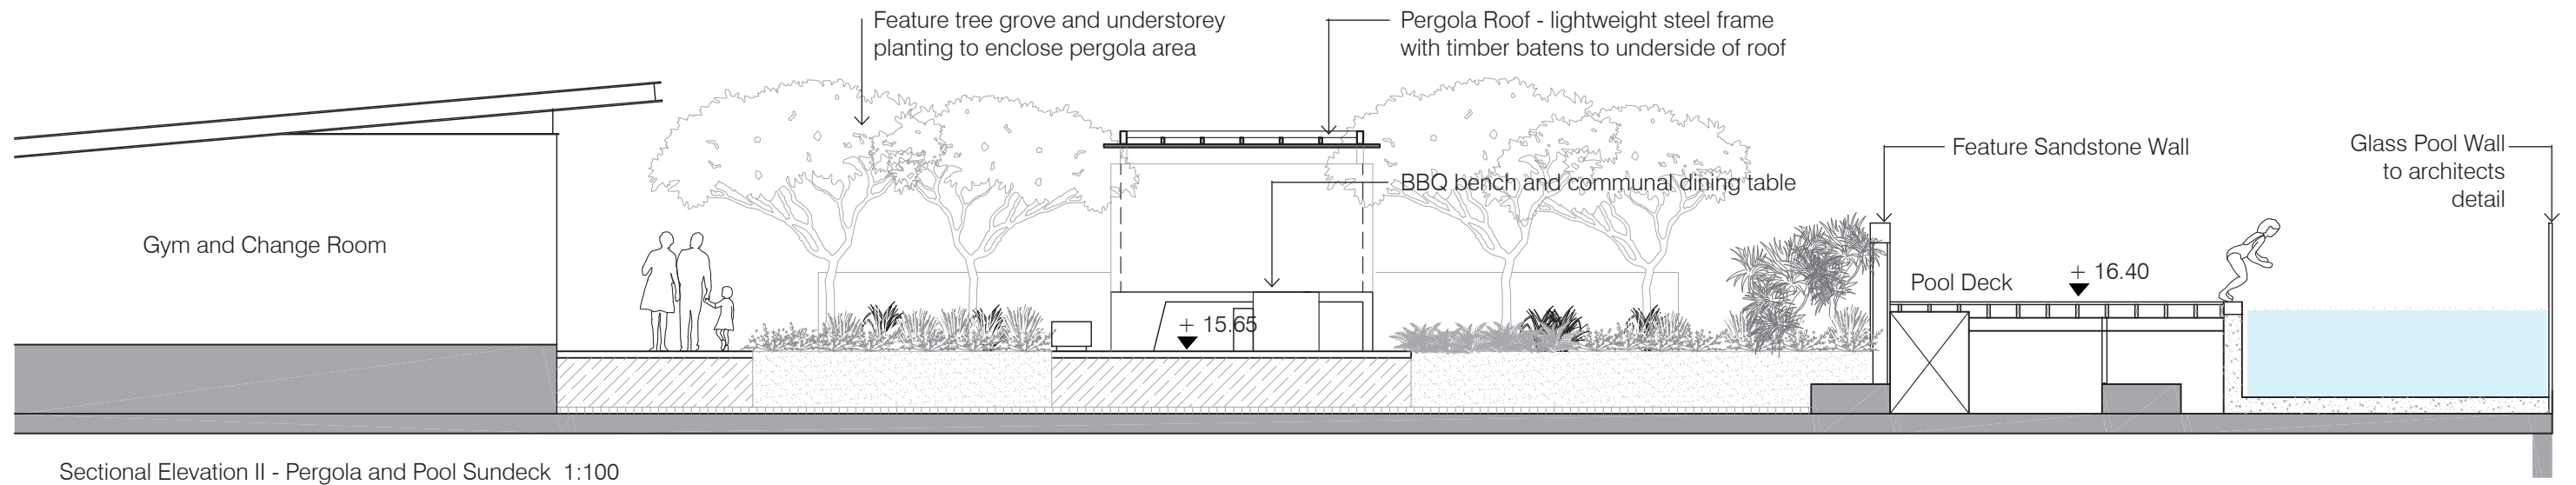 Feature tree grove and understorey
planting to enclose pergola area
Pergola Roof - lightweight steel frame
with timber batens to underside of roof
Feature Sandstone Wall
Glass Pool Wall
to architects
detail
BBQ bench and communal dining table
Gym and Change Room
Pool Deck
+ 16.40
+ 15.65
Sectional Elevation II - Pergola and Pool Sundeck 1:100